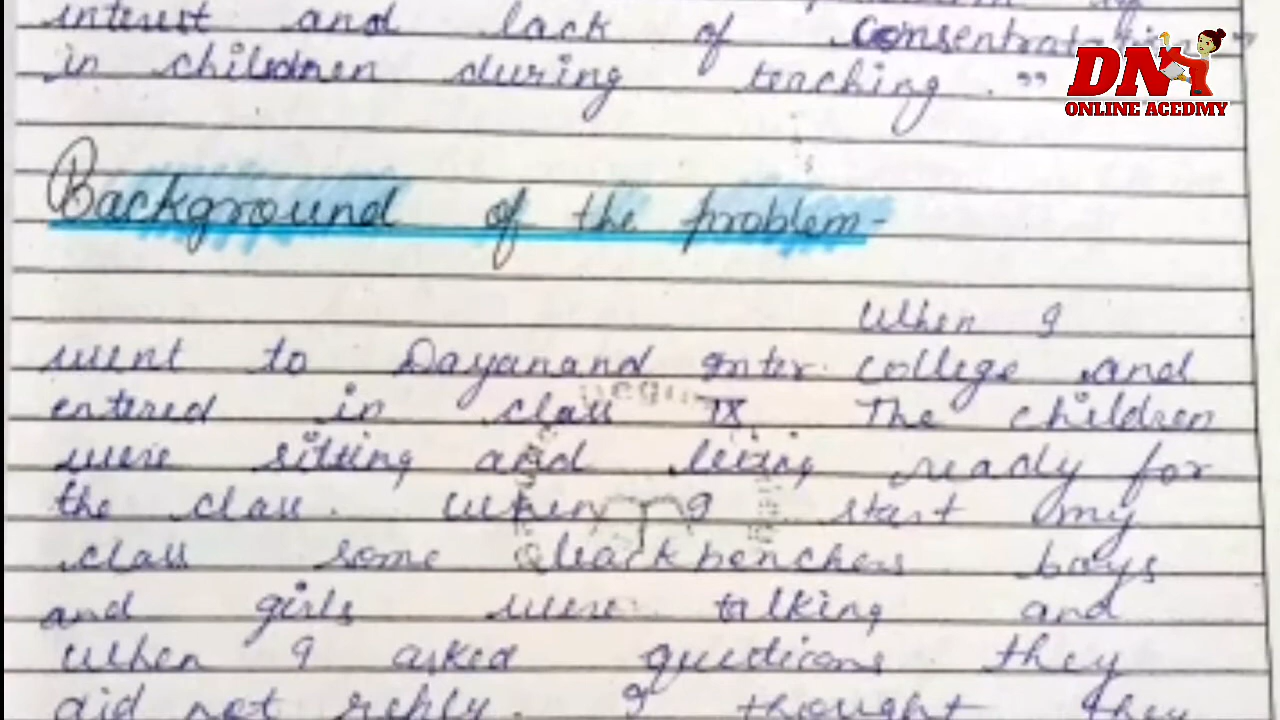 interest and lack of Consentratation"
in children during teaching ."
DN
ONLINE ACEDMY
Background of the problem-
When I
went to Dayanand inter college and
entered in class IX The children
were sitting and being ready for
the class. When I start my
class some backbenchers boys
and girls were talking and
when I asked questions they
did not reply. I thought they